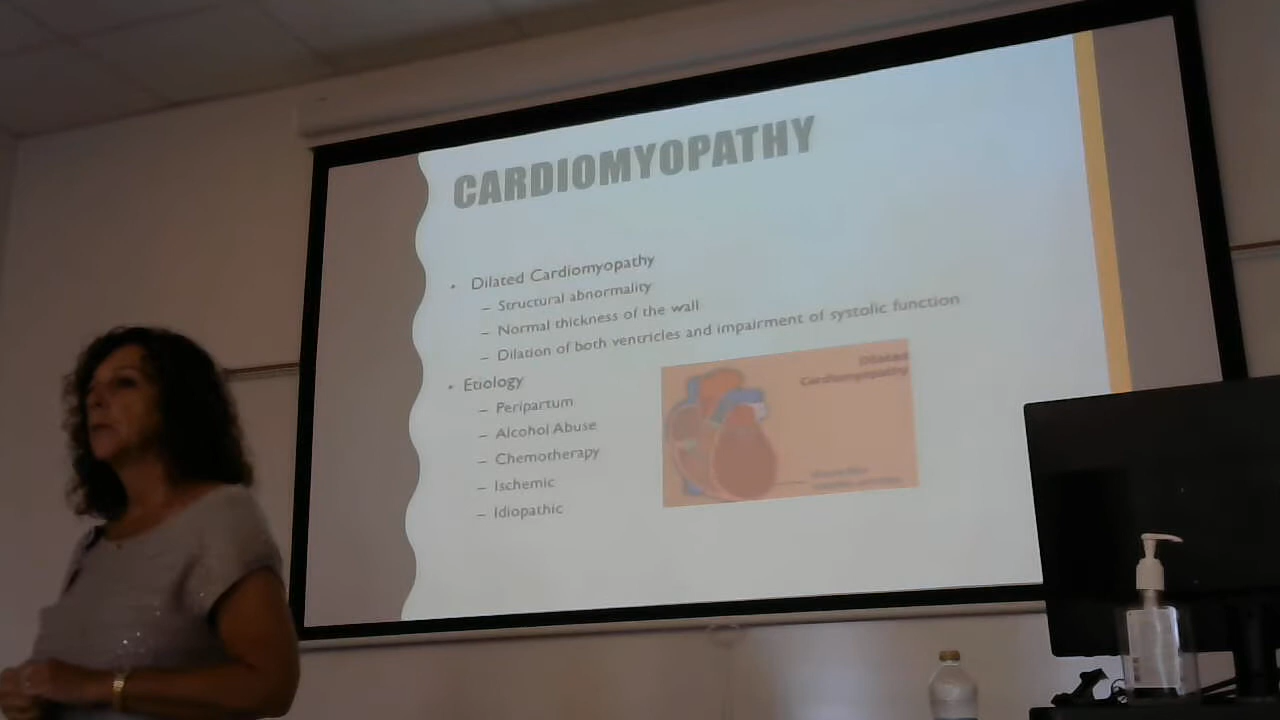 CARDIOMYOPATHY
• Dilated Cardiomyopathy
– Structural abnormality
– Normal thickness of the wall
– Dilation of both ventricles and impairment of systolic function
• Etiology
– Peripartum
– Alcohol Abuse
– Chemotherapy
– Ischemic
– Idiopathic
Dilated
Cardiomyopathy